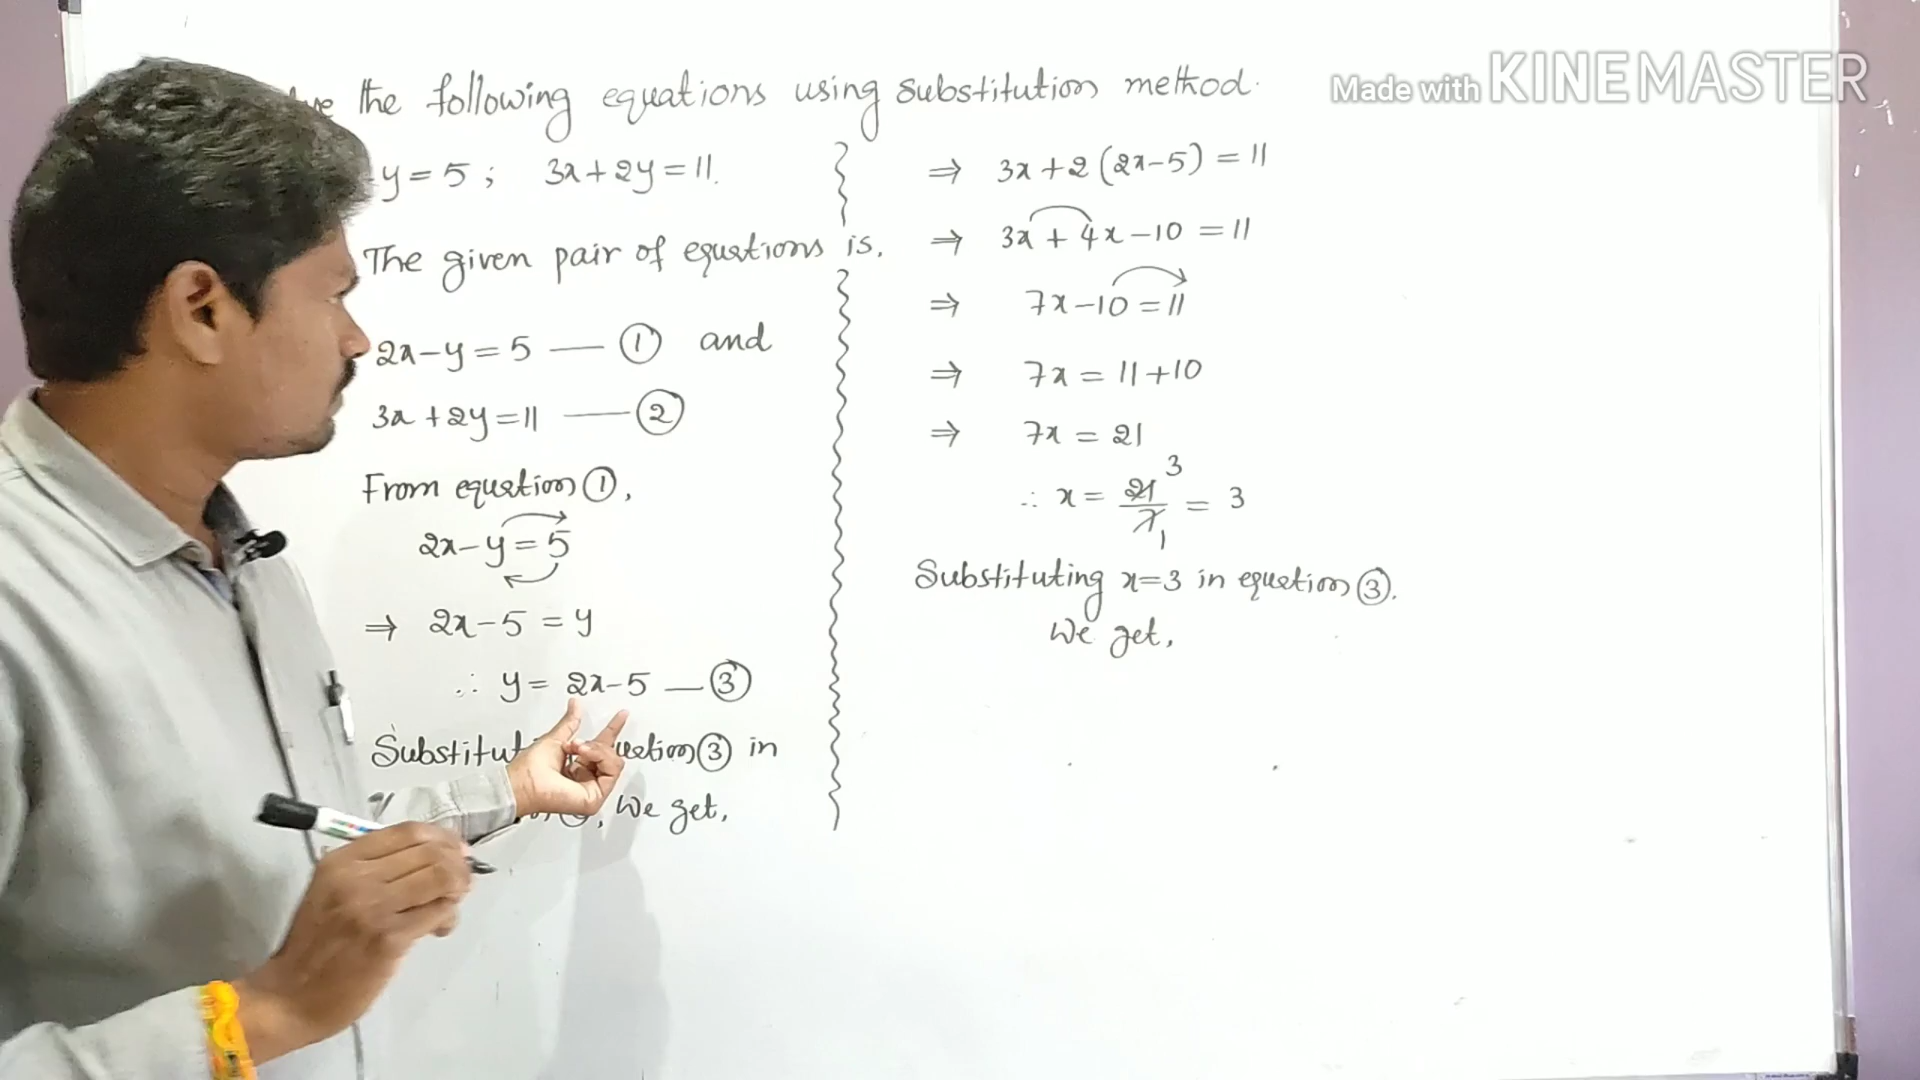 the following equations using substitution method.
y = 5 ; 3x + 2y = 11.
The given pair of equations is.
2x - y = 5 — ① and
3x + 2y = 11 — ②
From equation ①,
2x - y = 5
⇒ 2x - 5 = y
∴ y = 2x - 5 — ③
③ in
We get,
⇒ 3x + 2 (2x - 5) = 11
⇒ 3x + 4x - 10 = 11
⇒ 7x - 10 = 11
⇒ 7x = 11 + 10
⇒ 7x = 21
3
∴ x = 21/7 = 3
1
Substituting x = 3 in equation ③.
We get,
Made with KINEMASTER